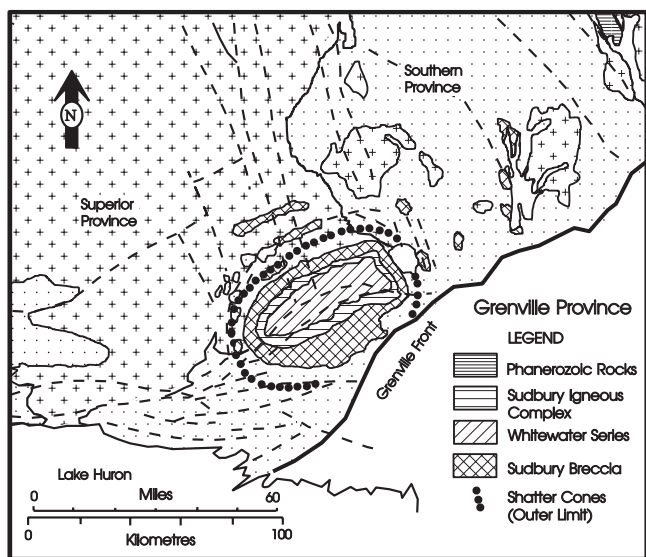 Southern
Province
N
Superior
Province
Grenville Province
Grenville Front
LEGEND
Phanerozoic Rocks
Sudbury Igneous
Complex
Whitewater Series
Sudbury Breccia
Shatter Cones
(Outer Limit)
Lake Huron
0 Miles 60
0 Kilometres 100